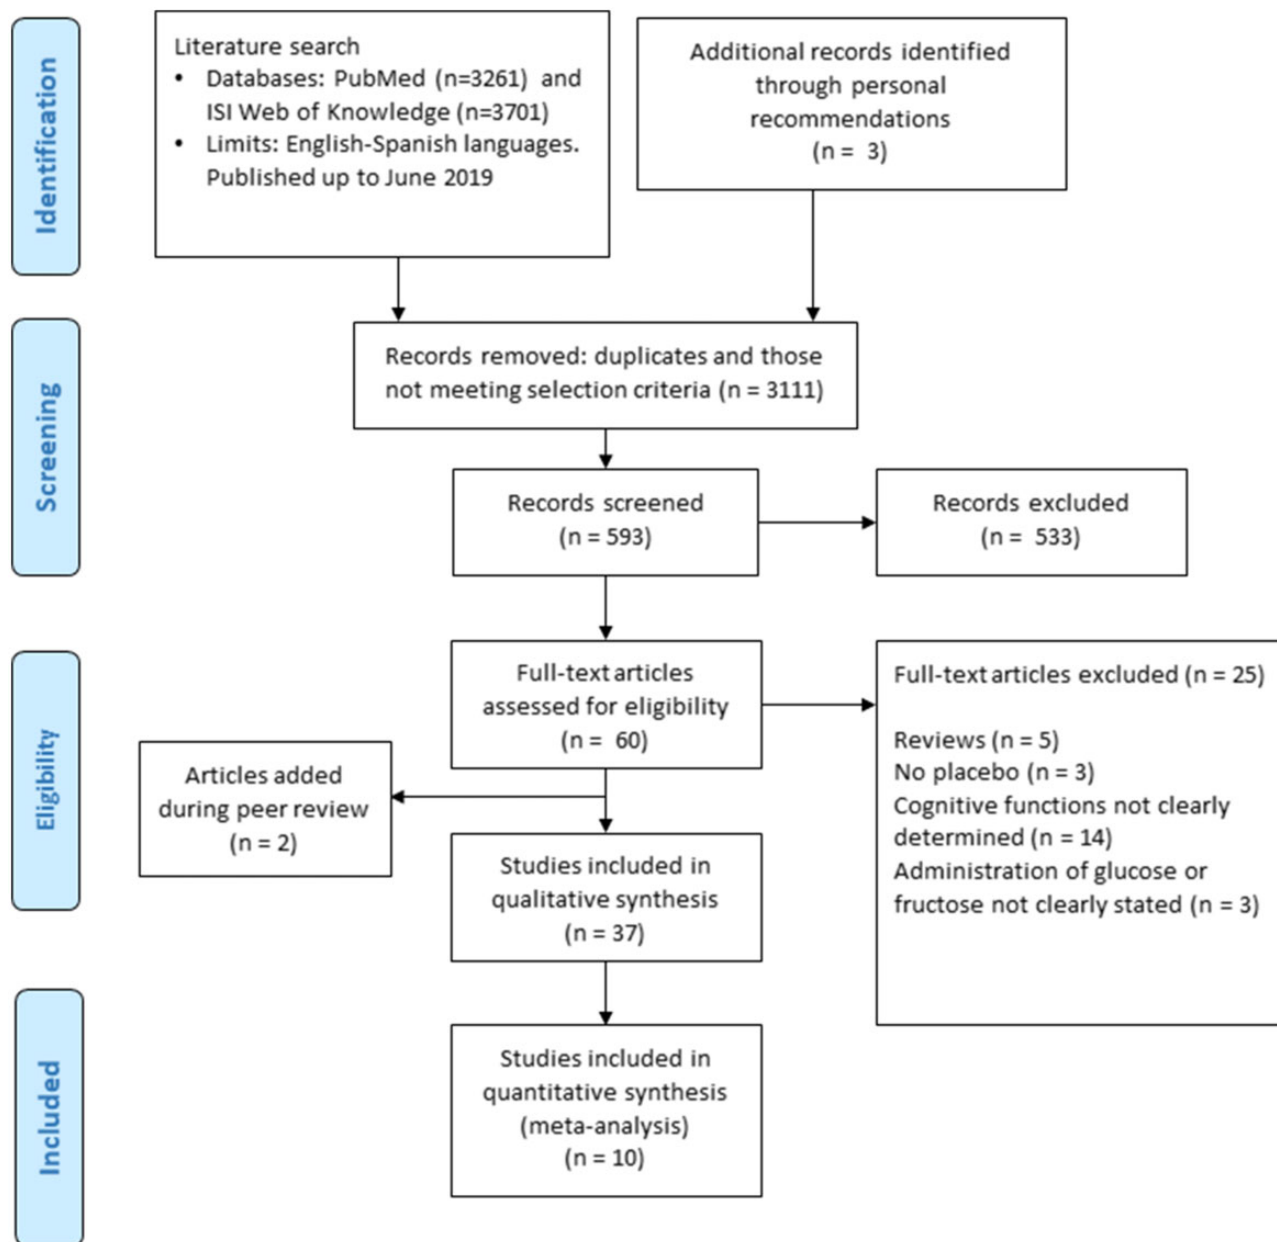 Identification
Literature search
• Databases: PubMed (n=3261) and
ISI Web of Knowledge (n=3701)
• Limits: English-Spanish languages.
Published up to June 2019
Additional records identified
through personal
recommendations
(n = 3)
Screening
Records removed: duplicates and those
not meeting selection criteria (n = 3111)
Records screened
(n = 593)
Records excluded
(n = 533)
Eligibility
Full-text articles
assessed for eligibility
(n = 60)
Full-text articles excluded (n = 25)
Reviews (n = 5)
No placebo (n = 3)
Cognitive functions not clearly
determined (n = 14)
Administration of glucose or
fructose not clearly stated (n = 3)
Articles added
during peer review
(n = 2)
Studies included in
qualitative synthesis
(n = 37)
Included
Studies included in
quantitative synthesis
(meta-analysis)
(n = 10)